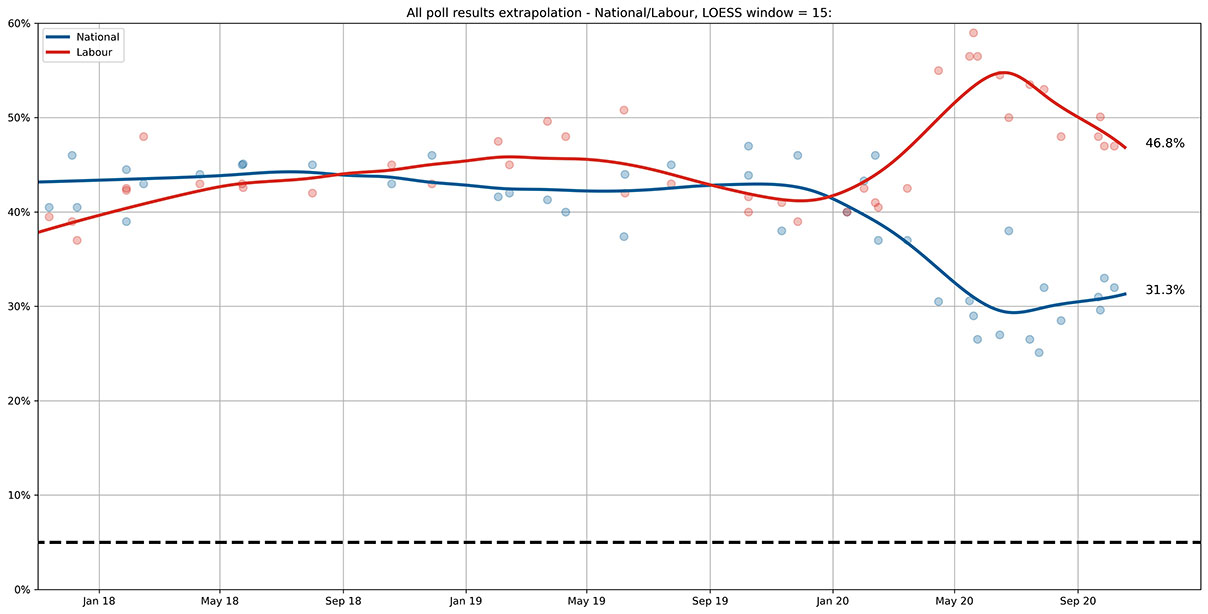 All poll results extrapolation - National/Labour, LOESS window = 15:
60%
National
Labour
50%
46.8%
40%
31.3%
30%
20%
10%
0%
Jan 18 May 18 Sep 18 Jan 19 May 19 Sep 19 Jan 20 May 20 Sep 20